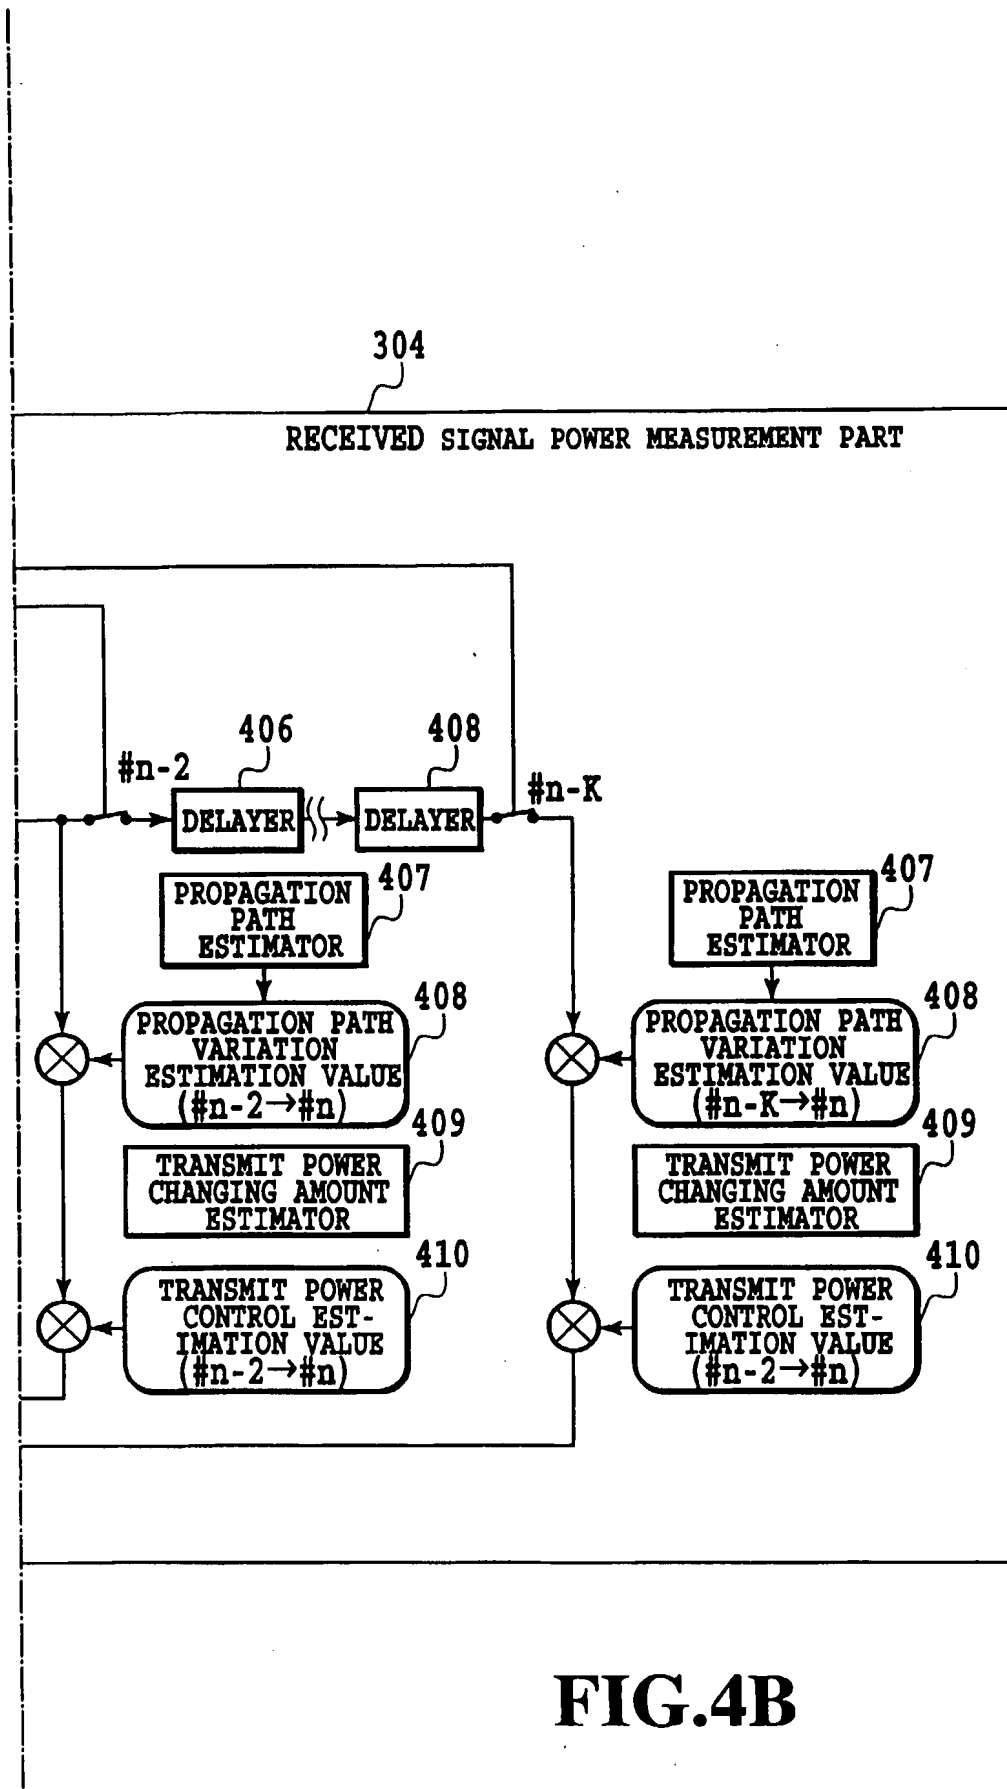 304
RECEIVED SIGNAL POWER MEASUREMENT PART
406
408
#n-2
#n-K
DELAYER
DELAYER
407
PROPAGATION
PATH
ESTIMATOR
407
PROPAGATION
PATH
ESTIMATOR
408
PROPAGATION PATH
VARIATION
ESTIMATION VALUE
(#n-2→#n)
408
PROPAGATION PATH
VARIATION
ESTIMATION VALUE
(#n-K→#n)
409
TRANSMIT POWER
CHANGING AMOUNT
ESTIMATOR
409
TRANSMIT POWER
CHANGING AMOUNT
ESTIMATOR
410
TRANSMIT POWER
CONTROL EST-
IMATION VALUE
(#n-2→#n)
410
TRANSMIT POWER
CONTROL EST-
IMATION VALUE
(#n-2→#n)
FIG.4B